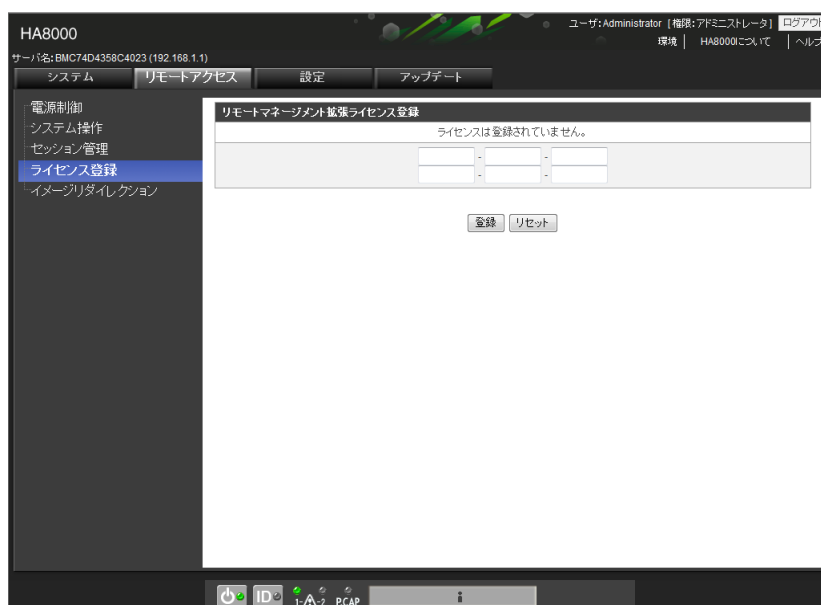 HA8000
ユーザ:Administrator [権限:アドミニストレータ] ログアウト
環境 | HA8000について | ヘルプ
サーバ名:BMC74D4358C4023 (192.168.1.1)
システム リモートアクセス 設定 アップデート
電源制御
システム操作
セッション管理
ライセンス登録
イメージリダイレクション
リモートマネージメント拡張ライセンス登録
ライセンスは登録されていません。
- -
- -
登録 リセット
ID 1-A-2 P.CAP i